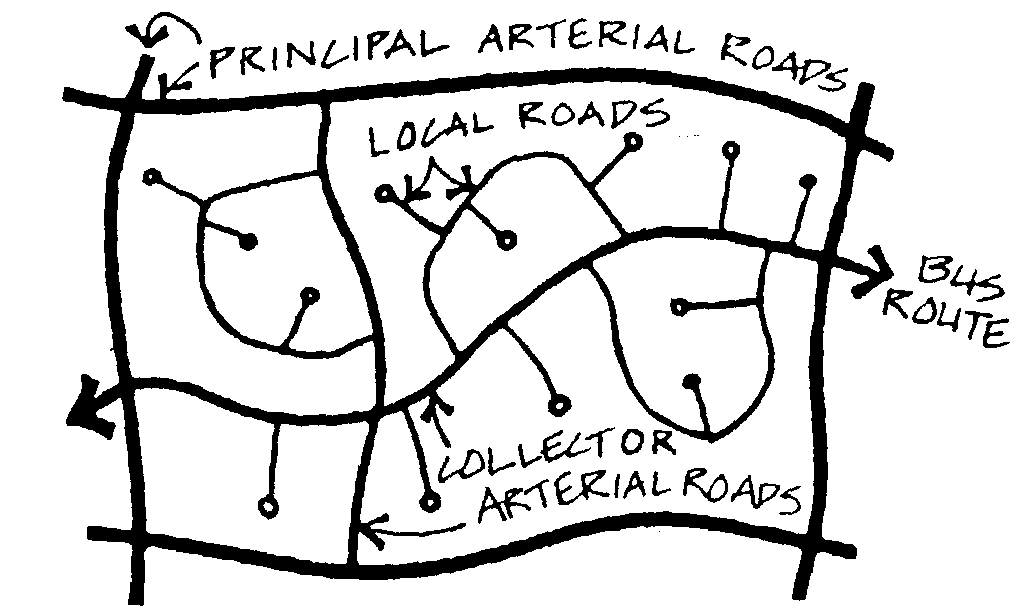 PRINCIPAL ARTERIAL ROADS
LOCAL ROADS
BUS
ROUTE
COLLECTOR
ARTERIAL ROADS